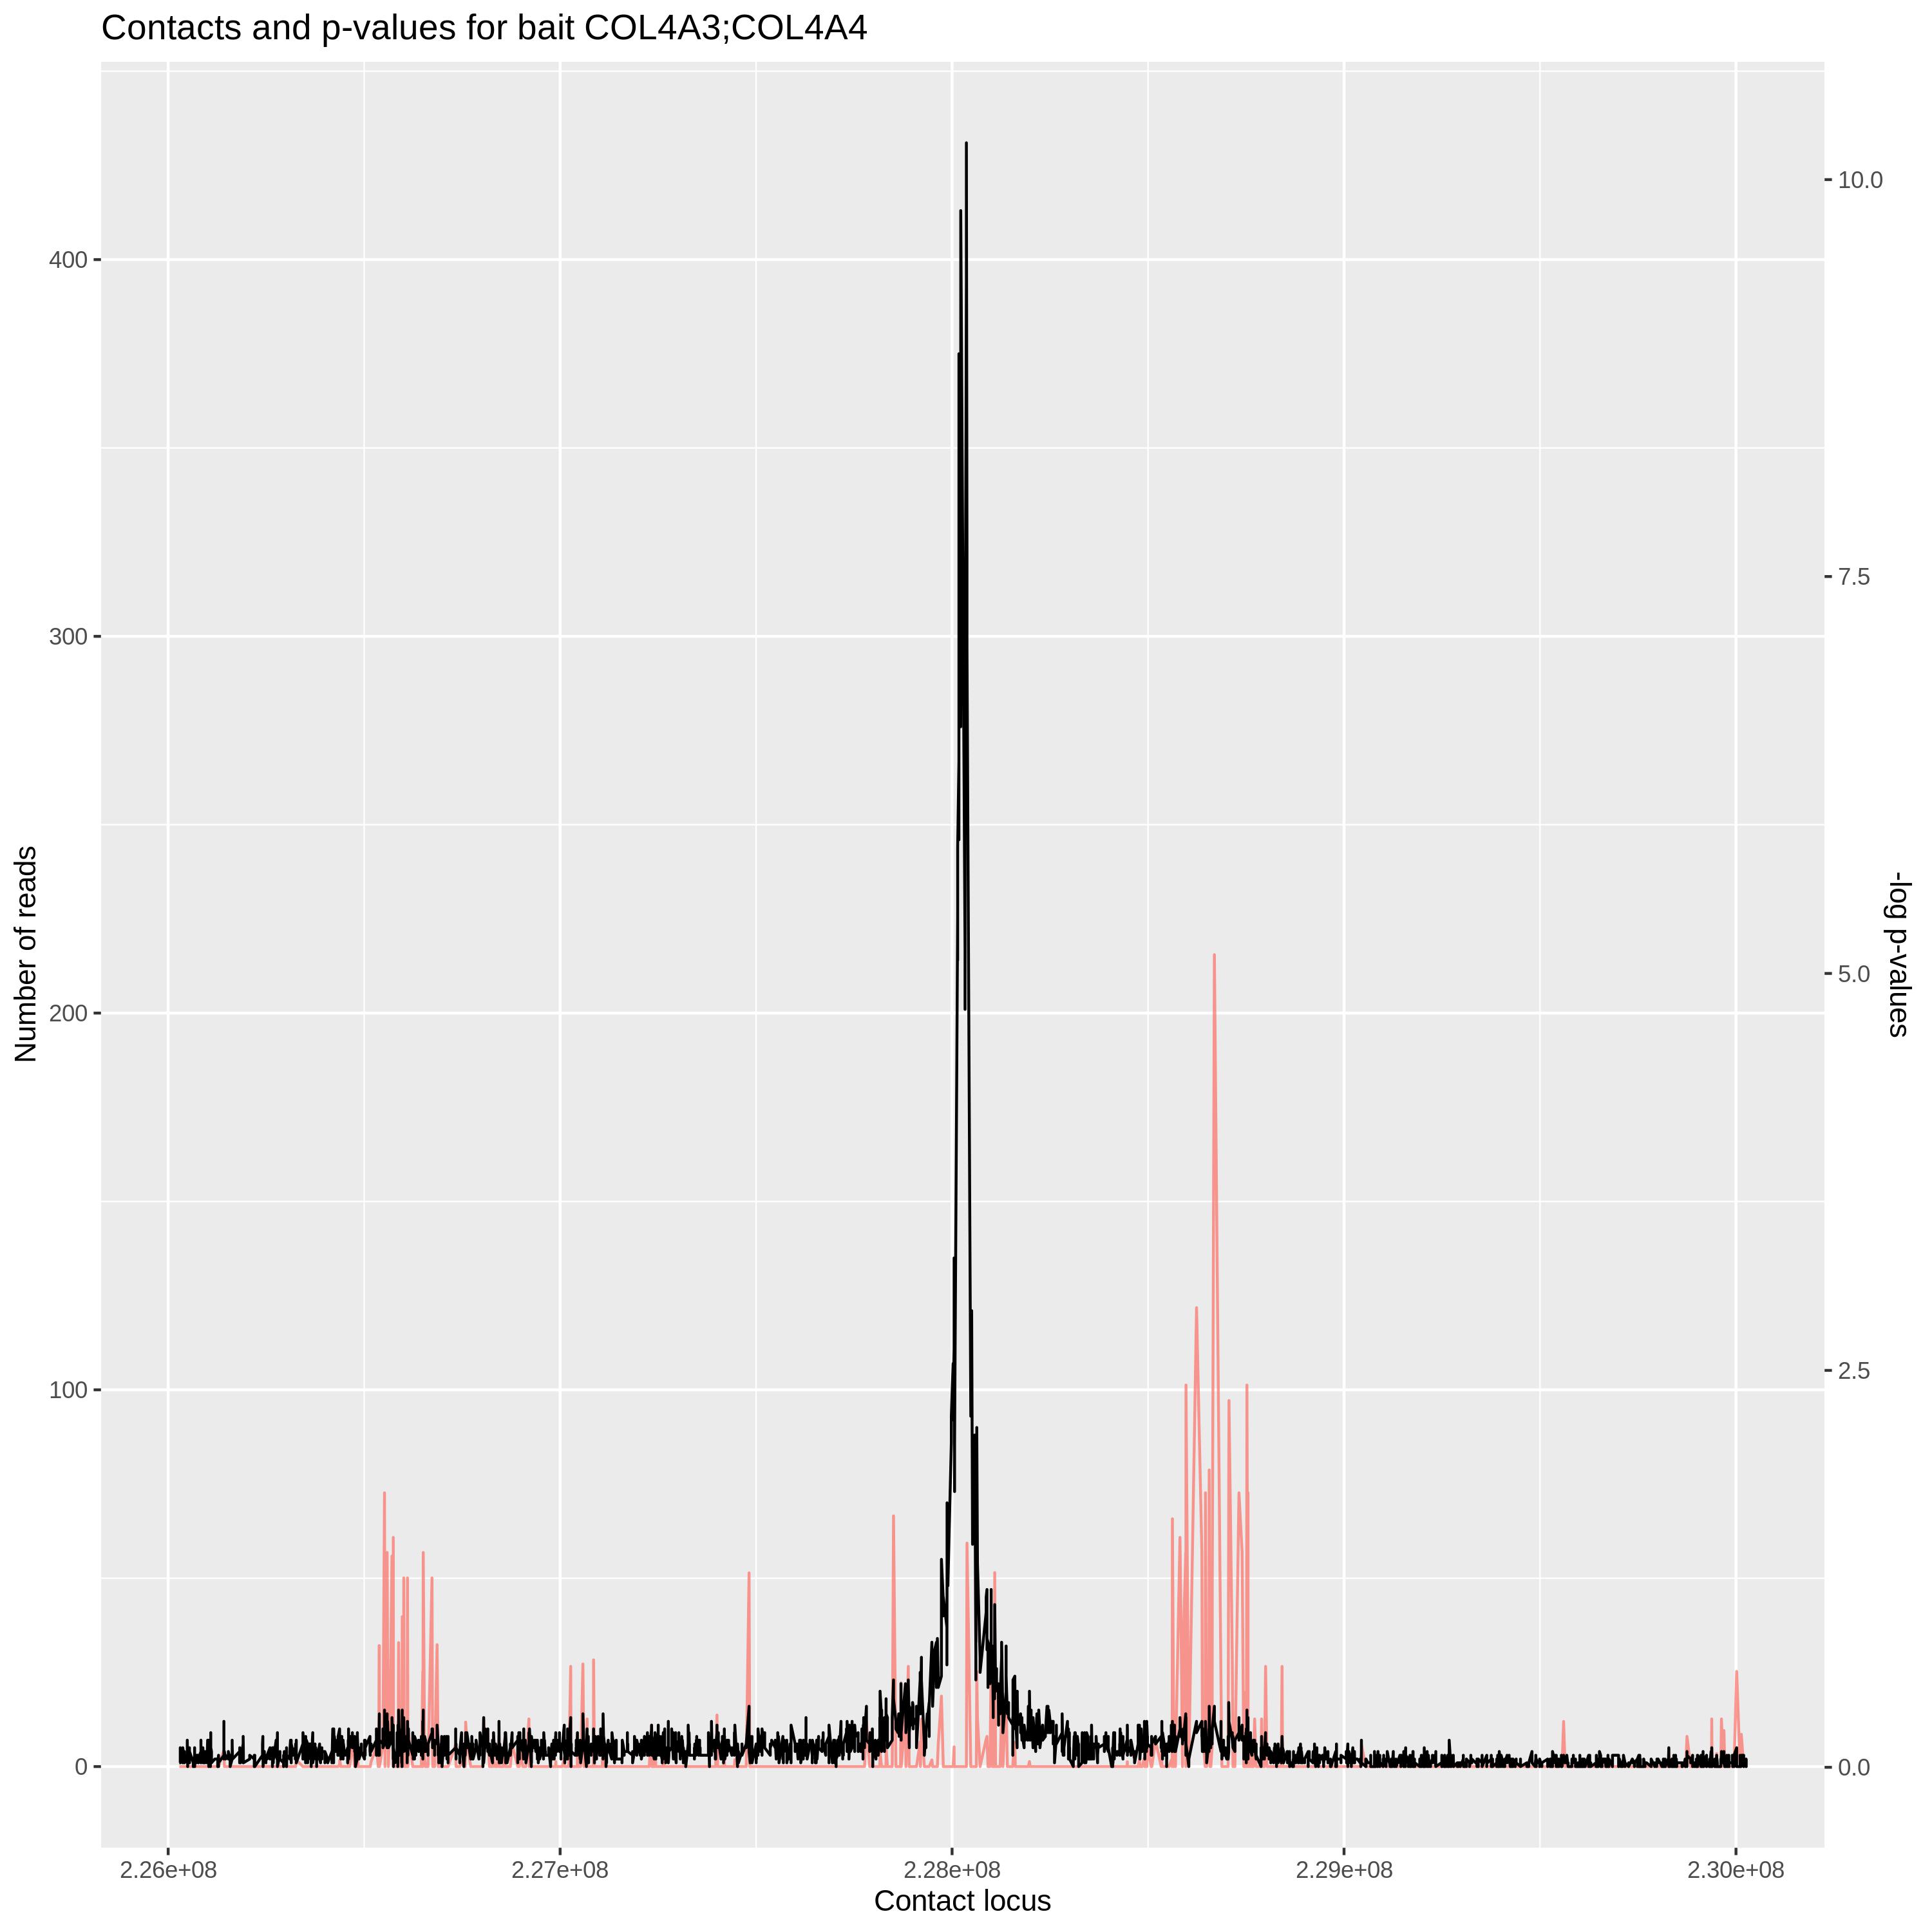 Contacts and p-values for bait COL4A3;COL4A4
400
300
200
100
0
Number of reads
10.0
7.5
5.0
2.5
0.0
-log p-values
2.26e+08
2.27e+08
2.28e+08
2.29e+08
2.30e+08
Contact locus